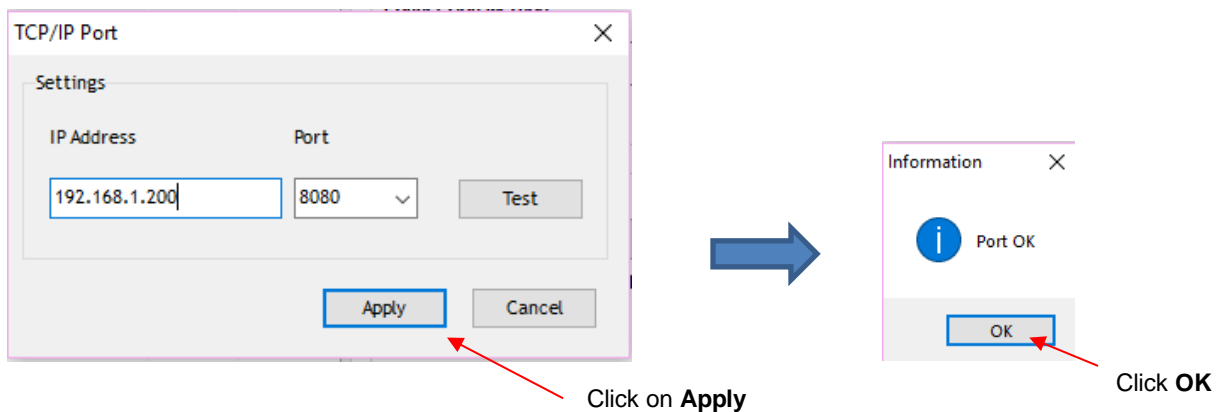 TCP/IP Port
Settings
IP Address Port
192.168.1.200 8080 Test
Apply Cancel
Click on Apply
Information
Port OK
OK
Click OK